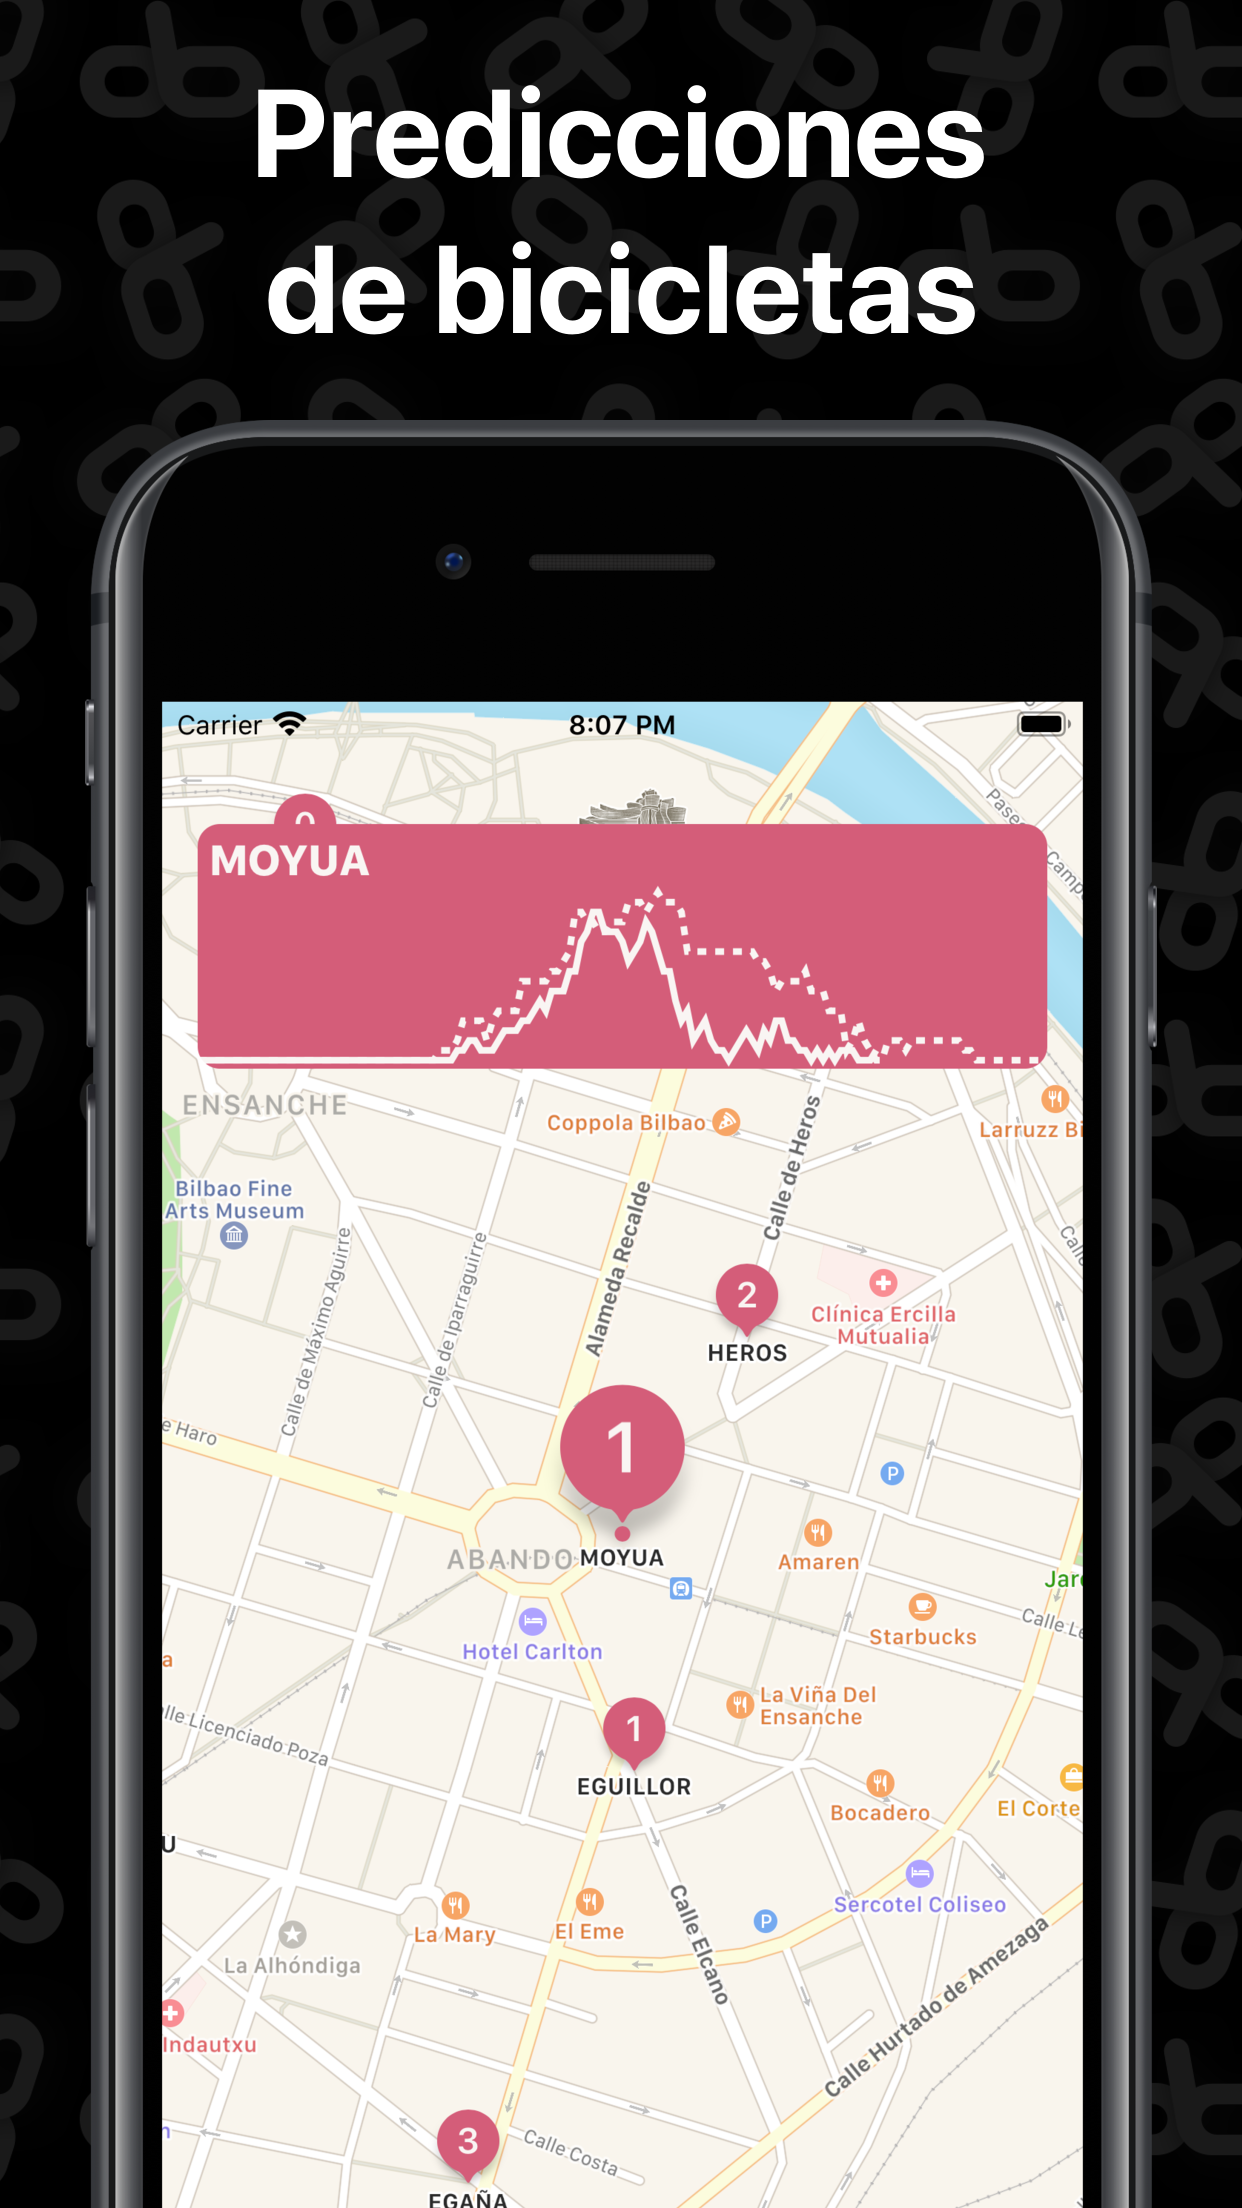 Predicciones
de bicicletas
Carrier
8:07 PM
MOYUA
ENSANCHE
Coppola Bilbao
Calle de Heros
Larruzz Bi
Bilbao Fine
Arts Museum
Alameda Recalde
Calle de Máximo Aguirre
Calle de Iparraguirre
2
HEROS
Clínica Ercilla
Mutualia
e Haro
1
P
ABANDO
MOYUA
Amaren
Jar
Starbucks
Calle Le
Hotel Carlton
a
La Viña Del
Ensanche
lle Licenciado Poza
1
EGUILLOR
Bocadero
El Corte
U
Sercotel Coliseo
La Mary
El Eme
P
Calle Elcano
La Alhóndiga
Calle Hurtado de Amezaga
Indautxu
3
Calle Costa
EGAÑA